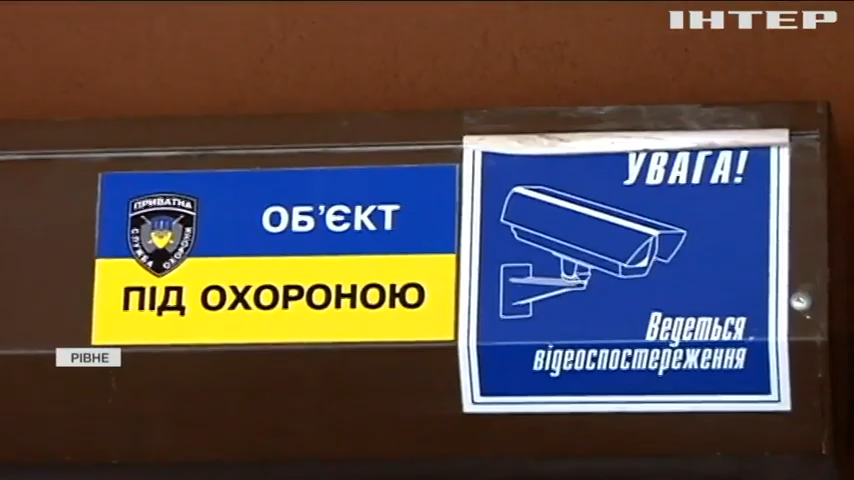 ІНТЕР
ПРИВАТНА
СЛУЖБА ОХОРОНИ
ОБ'ЄКТ
ПІД ОХОРОНОЮ
УВАГА!
Ведеться
відеоспостереження
РІВНЕ